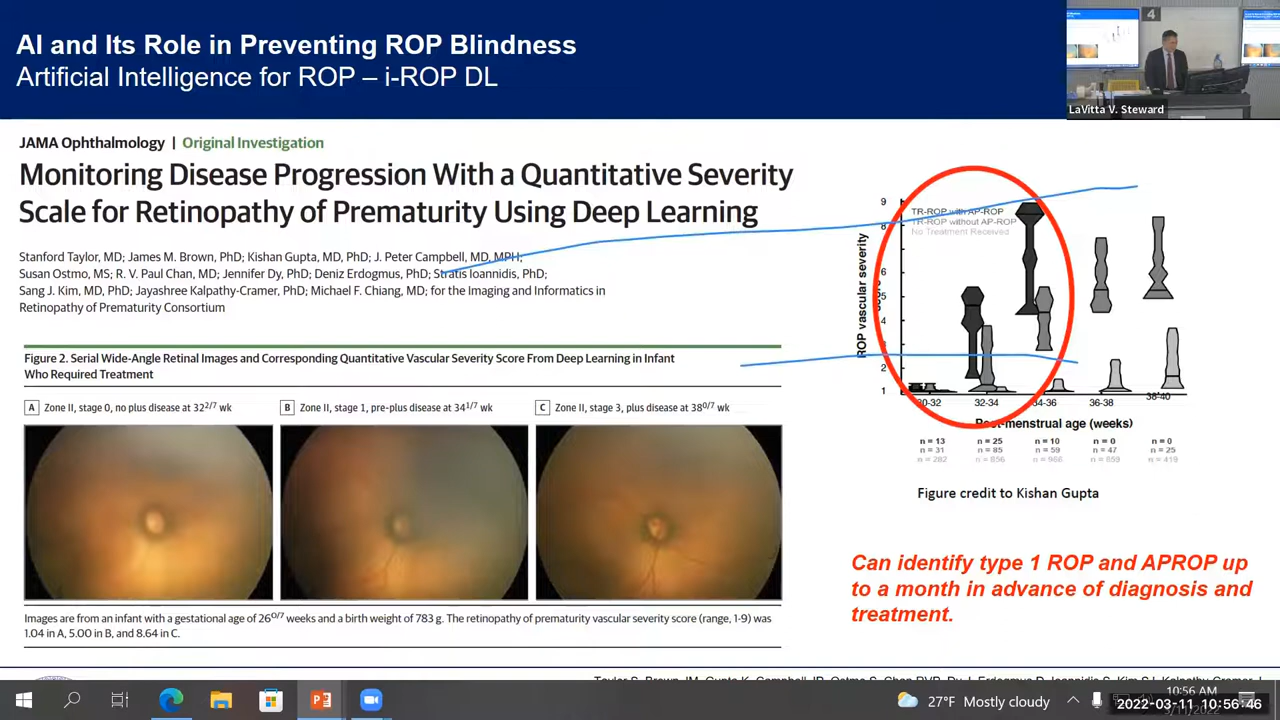 AI and Its Role in Preventing ROP Blindness
Artificial Intelligence for ROP – i-ROP DL
4
LaVitta V. Steward
JAMA Ophthalmology | Original Investigation
Monitoring Disease Progression With a Quantitative Severity
Scale for Retinopathy of Prematurity Using Deep Learning
Stanford Taylor, MD; James M. Brown, PhD; Kishan Gupta, MD, PhD; J. Peter Campbell, MD, MPH;
Susan Ostmo, MS; R. V. Paul Chan, MD; Jennifer Dy, PhD; Deniz Erdogmus, PhD; Stratis Ioannidis, PhD;
Sang J. Kim, MD, PhD; Jayashree Kalpathy-Cramer, PhD; Michael F. Chiang, MD; for the Imaging and Informatics in
Retinopathy of Prematurity Consortium
Figure 2. Serial Wide-Angle Retinal Images and Corresponding Quantitative Vascular Severity Score From Deep Learning in Infant
Who Required Treatment
A Zone II, stage 0, no plus disease at 32 2/7 wk
B Zone II, stage 1, pre-plus disease at 34 1/7 wk
C Zone II, stage 3, plus disease at 38 0/7 wk
Images are from an infant with a gestational age of 26 0/7 weeks and a birth weight of 783 g. The retinopathy of prematurity vascular severity score (range, 1-9) was
1.04 in A, 5.00 in B, and 8.64 in C.
ROP vascular severity
9
8
6
5
4
2
1
TR-ROP with AP-ROP
TR-ROP without AP-ROP
No Treatment Received
32-34
36-38
38-40
Post-menstrual age (weeks)
n = 13 n = 25 n = 10 n = 0 n = 0
n = 31 n = 85 n = 59 n = 47 n = 25
n = 282 n = 856 n = 966 n = 859 n = 419
Figure credit to Kishan Gupta
Can identify type 1 ROP and APROP up
to a month in advance of diagnosis and
treatment.
27°F Mostly cloudy
10:56 AM
2022-03-11 10:56:46